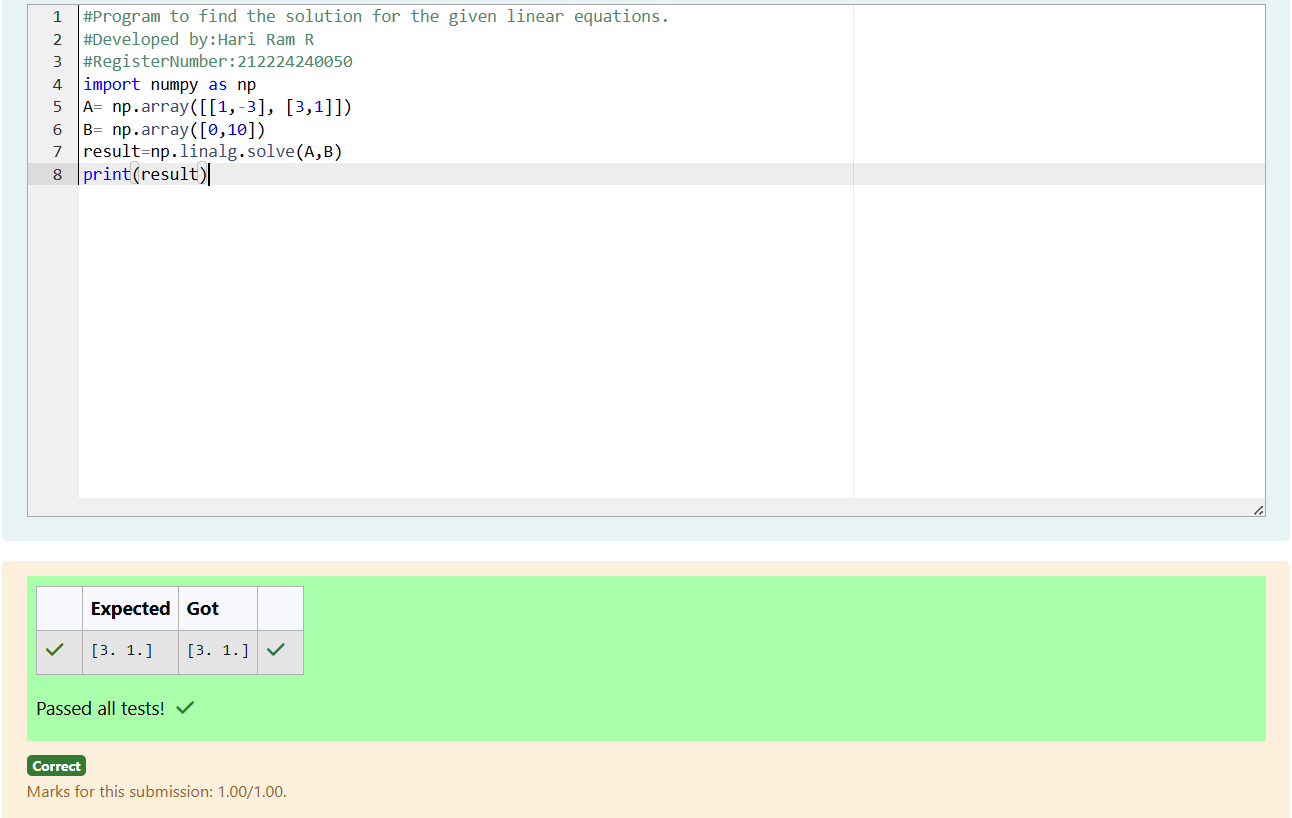 1 #Program to find the solution for the given linear equations.
2 #Developed by:Hari Ram R
3 #RegisterNumber:212224240050
4 import numpy as np
5 A= np.array([[1,-3], [3,1]])
6 B= np.array([0,10])
7 result=np.linalg.solve(A,B)
8 print(result)
Expected Got
[3. 1.] [3. 1.]
Passed all tests!
Correct
Marks for this submission: 1.00/1.00.